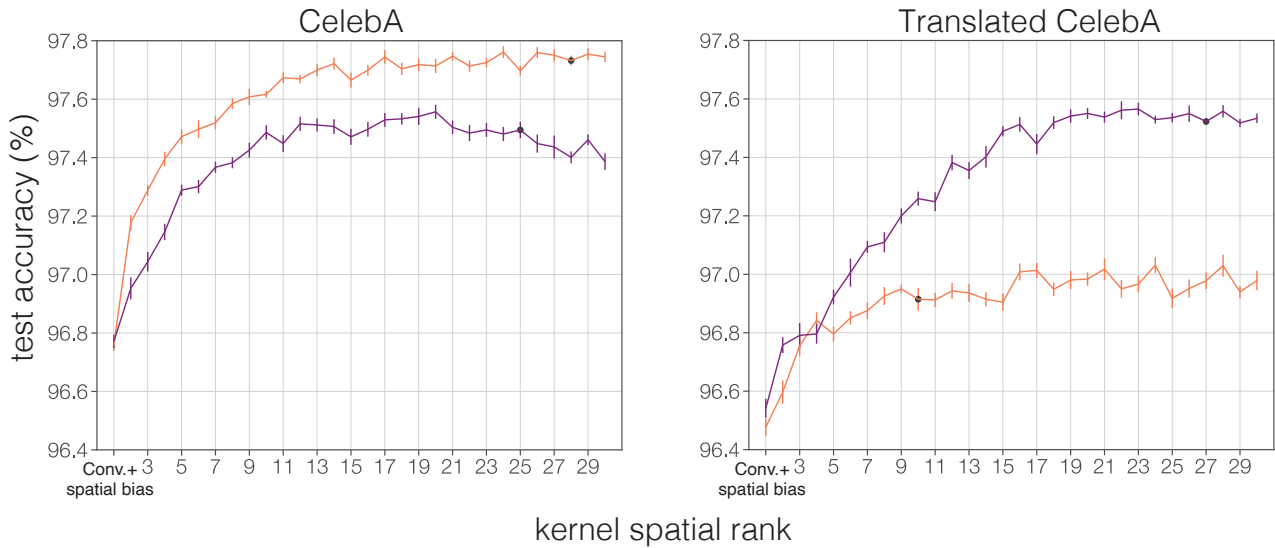 CelebA
Translated CelebA
test accuracy (%)
97.8
97.6
97.4
97.2
97.0
96.8
96.6
96.4
Conv.+ 3 5 7 9 11 13 15 17 19 21 23 25 27 29
spatial bias
97.8
97.6
97.4
97.2
97.0
96.8
96.6
96.4
Conv.+ 3 5 7 9 11 13 15 17 19 21 23 25 27 29
spatial bias
kernel spatial rank